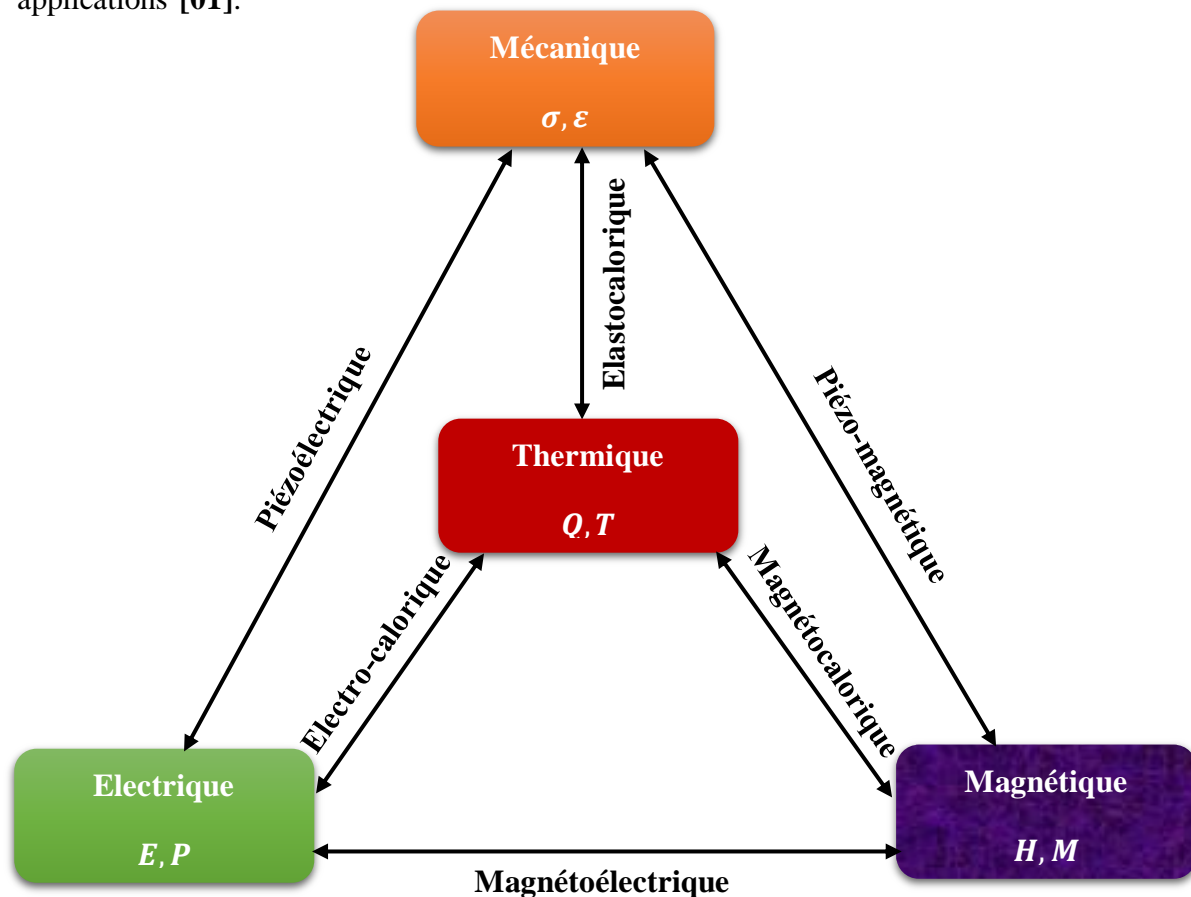 applications [01].
Mécanique
σ, ε
Elastocalorique
Piézoélectrique
Piézo-magnétique
Thermique
Q, T
Electro-calorique
Magnétocalorique
Electrique
E, P
Magnétique
H, M
Magnétoélectrique